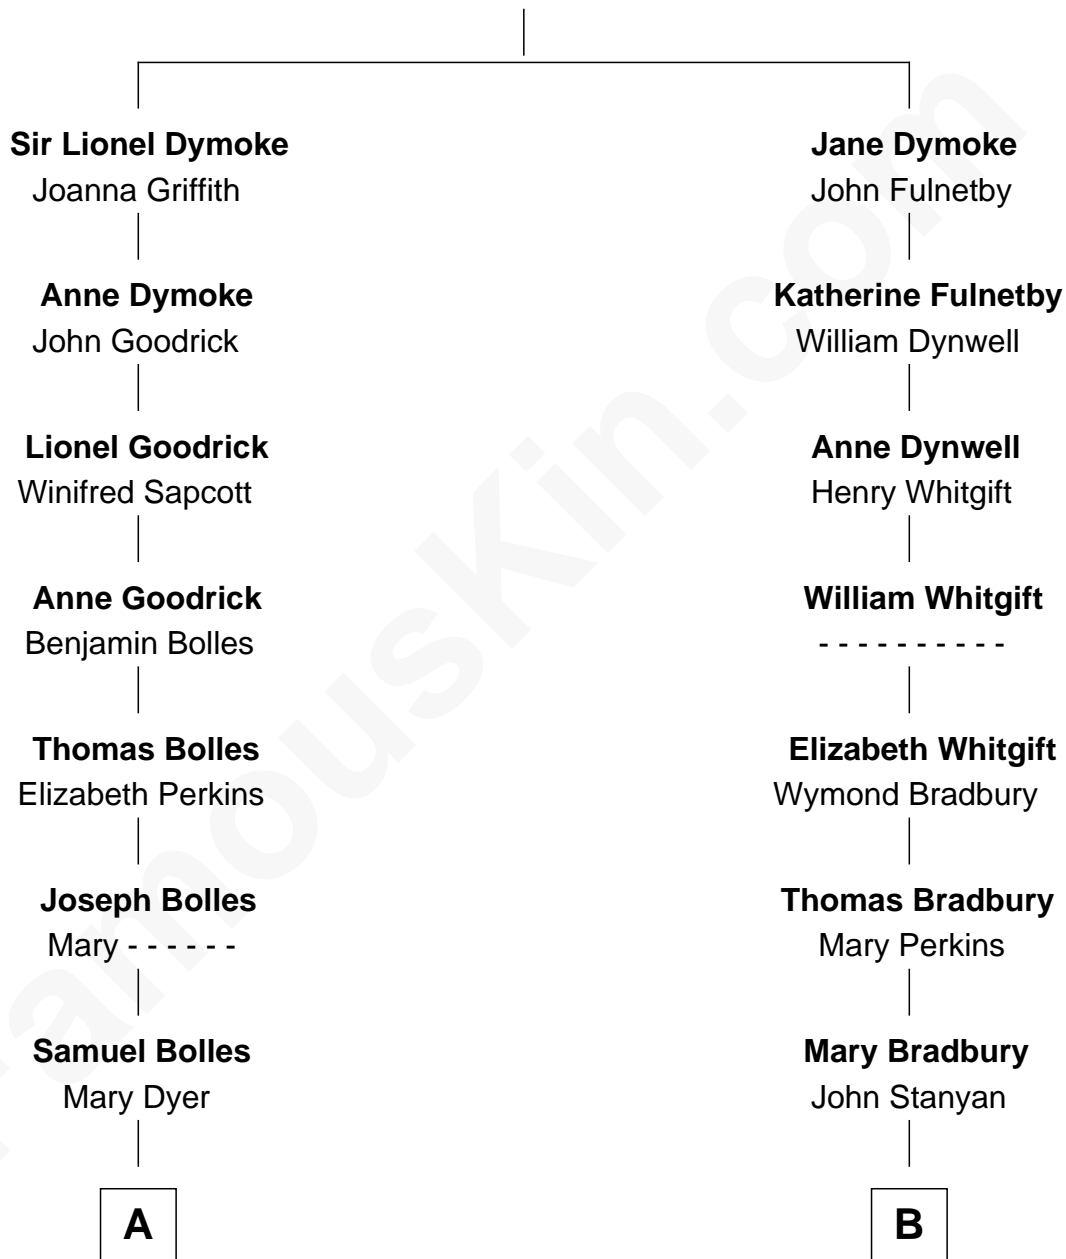 Sir Lionel Dymoke
Joanna Griffith
Anne Dymoke
John Goodrick
Lionel Goodrick
Winifred Sapcott
Anne Goodrick
Benjamin Bolles
Thomas Bolles
Elizabeth Perkins
Joseph Bolles
Mary - - - - - -
Samuel Bolles
Mary Dyer
A
Jane Dymoke
John Fulnetby
Katherine Fulnetby
William Dynwell
Anne Dynwell
Henry Whitgift
William Whitgift
- - - - - - - - - -
Elizabeth Whitgift
Wymond Bradbury
Thomas Bradbury
Mary Perkins
Mary Bradbury
John Stanyan
B
FamousKin.com